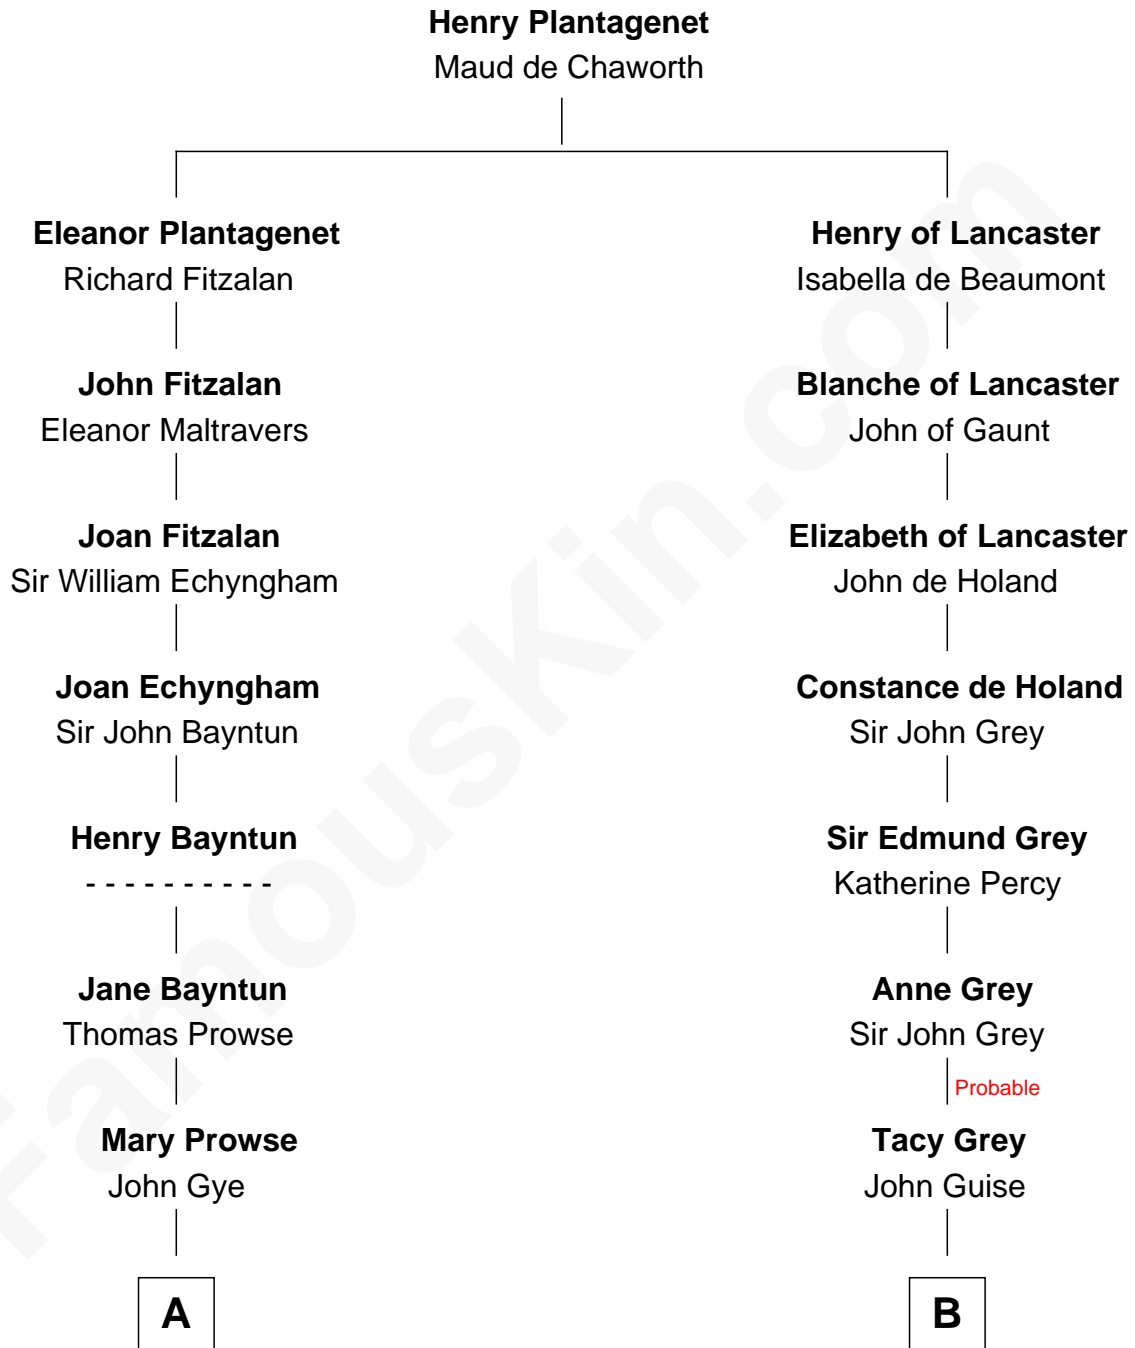 Henry Plantagenet
Maud de Chaworth
Eleanor Plantagenet
Richard Fitzalan
John Fitzalan
Eleanor Maltravers
Joan Fitzalan
Sir William Echyngham
Joan Echyngham
Sir John Bayntun
Henry Bayntun
- - - - - - - - - -
Jane Bayntun
Thomas Prowse
Mary Prowse
John Gye
A
Henry of Lancaster
Isabella de Beaumont
Blanche of Lancaster
John of Gaunt
Elizabeth of Lancaster
John de Holand
Constance de Holand
Sir John Grey
Sir Edmund Grey
Katherine Percy
Anne Grey
Sir John Grey
Probable
Tacy Grey
John Guise
B
FamousKin.com